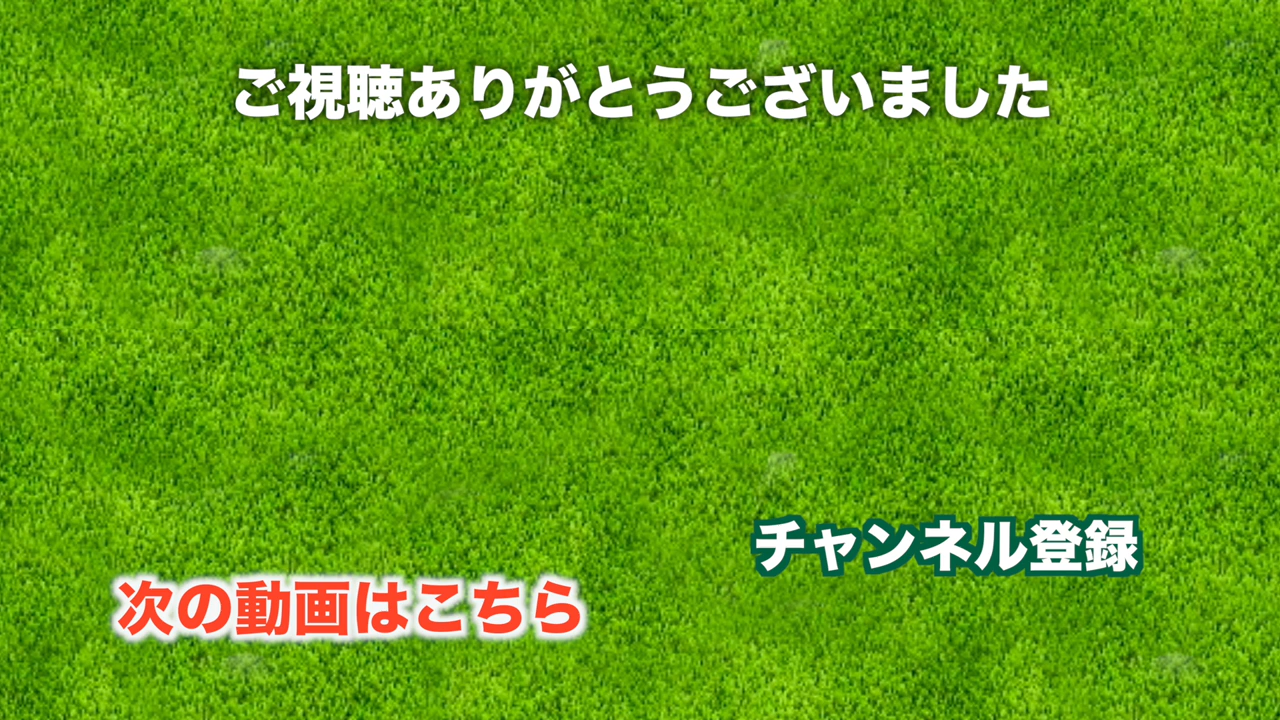 ご視聴ありがとうございました
チャンネル登録
次の動画はこちら